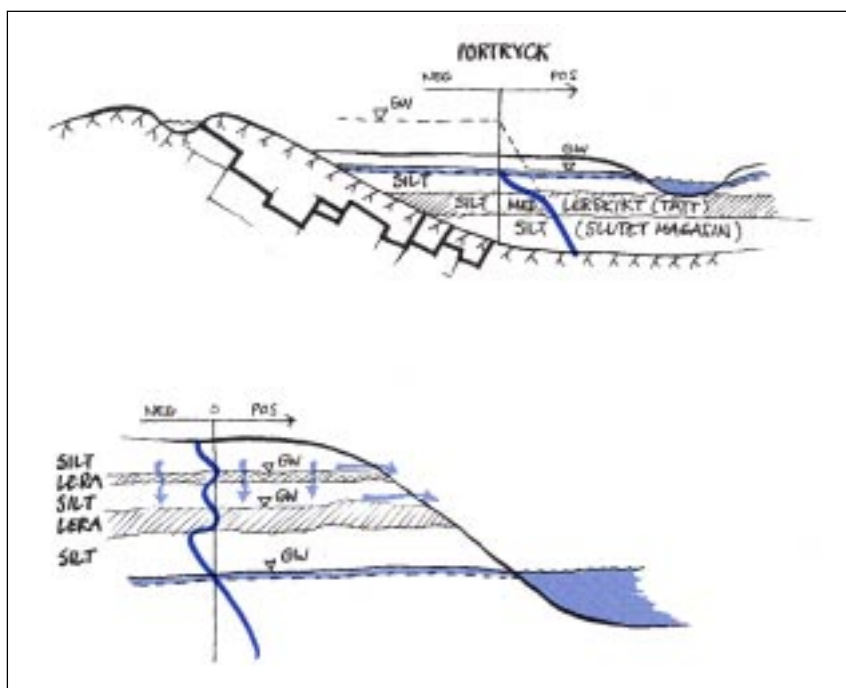 PORTRYCK
NEG POS
GW
GW
SILT
SILT MED LERSKIKT (TÄTT)
SILT (SLUTET MAGASIN)
NEG 0 POS
SILT GW
LERA
SILT GW
LERA
SILT GW